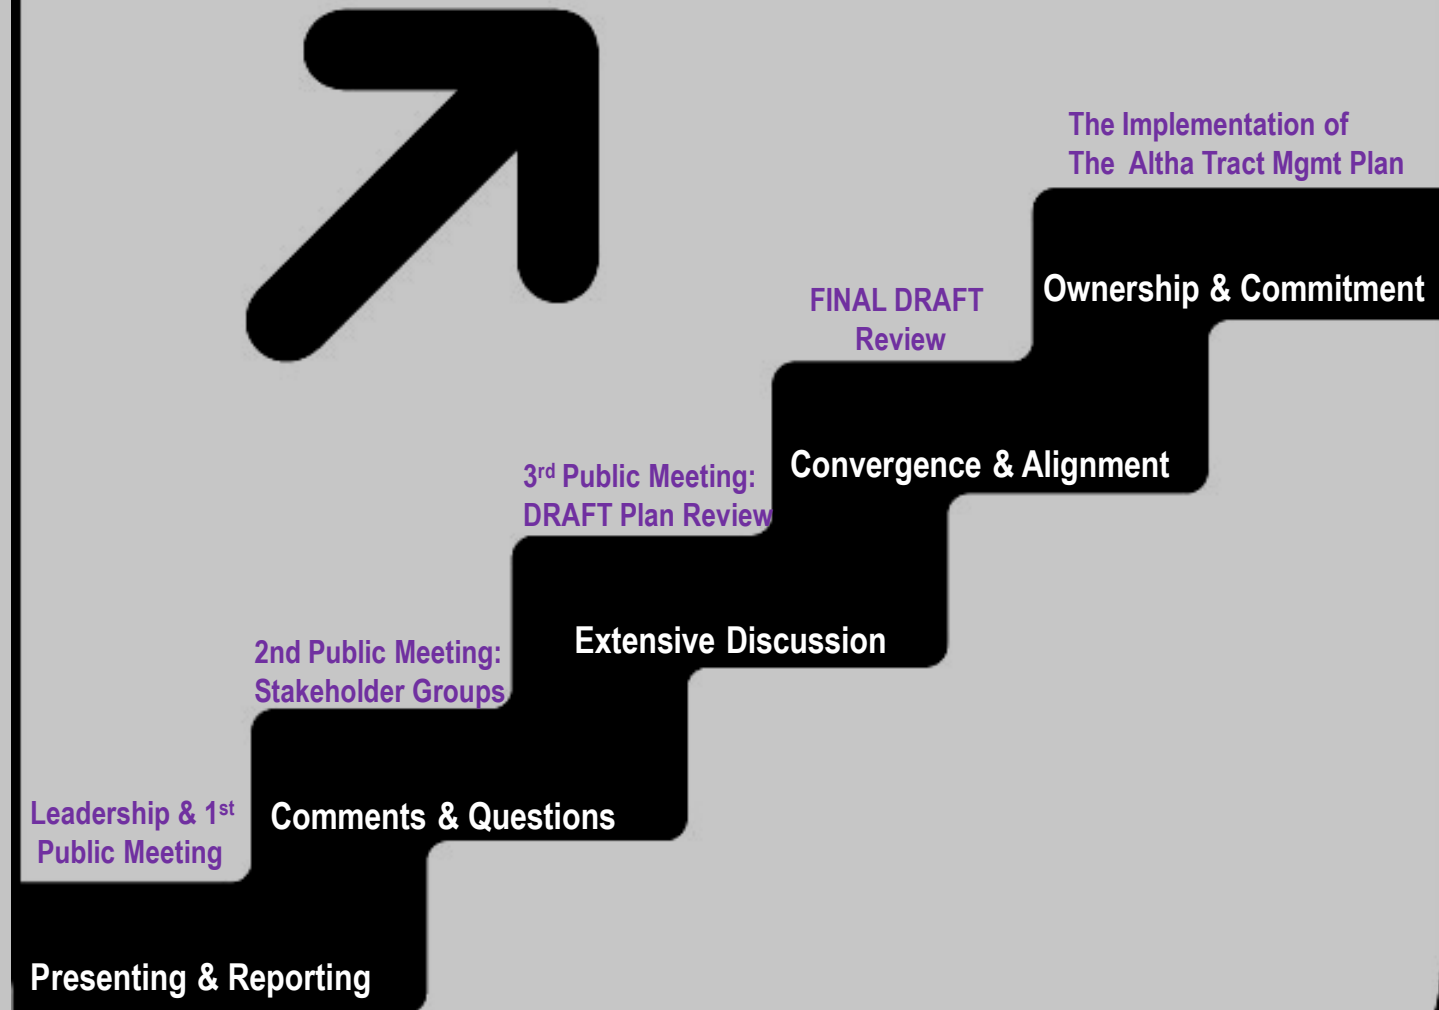 The Implementation of
The Altha Tract Mgmt Plan
Ownership & Commitment
FINAL DRAFT
Review
Convergence & Alignment
3rd Public Meeting:
DRAFT Plan Review
Extensive Discussion
2nd Public Meeting:
Stakeholder Groups
Comments & Questions
Leadership & 1st
Public Meeting
Presenting & Reporting